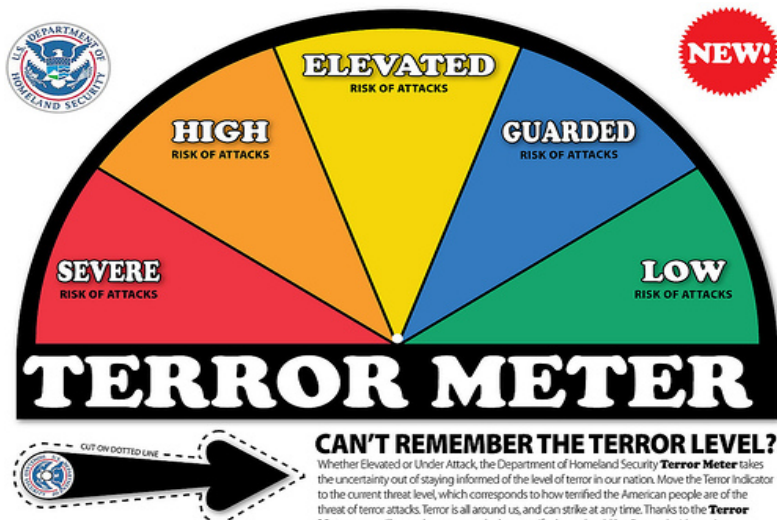 U.S. DEPARTMENT OF
HOMELAND SECURITY
NEW!
ELEVATED
RISK OF ATTACKS
HIGH
RISK OF ATTACKS
GUARDED
RISK OF ATTACKS
SEVERE
RISK OF ATTACKS
LOW
RISK OF ATTACKS
TERROR METER
CUT ON DOTTED LINE
CAN'T REMEMBER THE TERROR LEVEL?
Whether Elevated or Under Attack, the Department of Homeland Security Terror Meter takes
the uncertainty out of staying informed of the level of terror in our nation. Move the Terror Indicator
to the current threat level, which corresponds to how terrified the American people are of the
threat of terror attacks. Terror is all around us, and can strike at any time. Thanks to the Terror